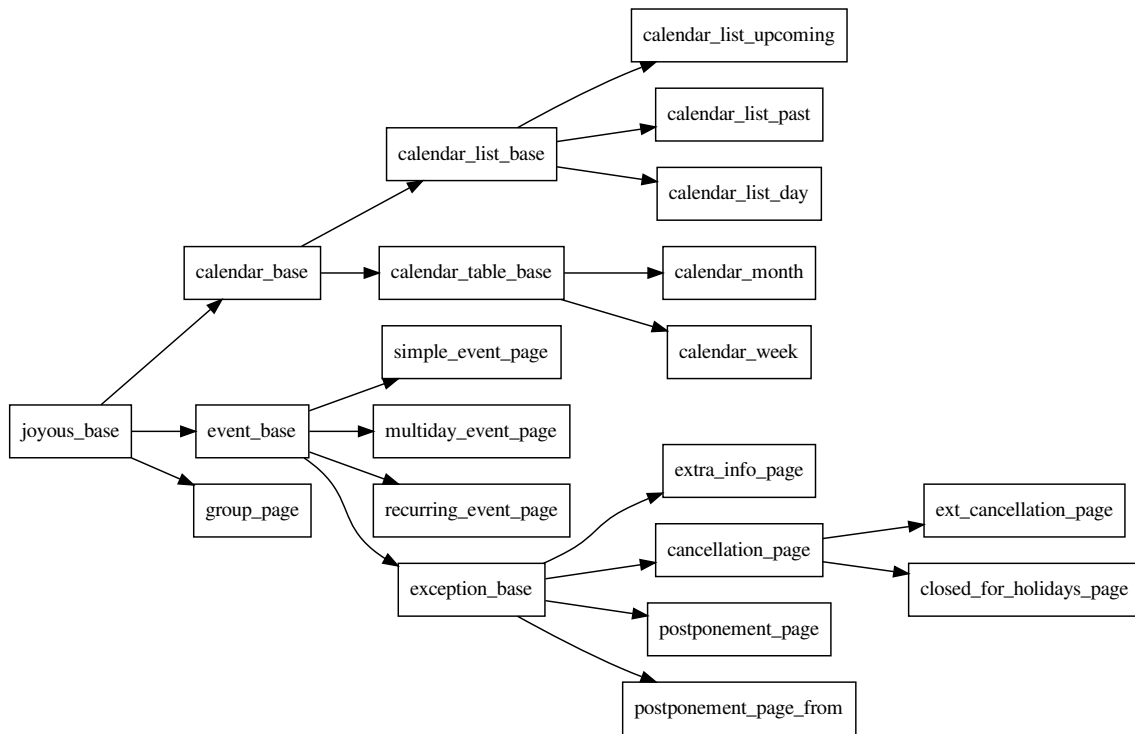 calendar_list_upcoming
calendar_list_past
calendar_list_base
calendar_list_day
calendar_base
calendar_table_base
calendar_month
simple_event_page
calendar_week
joyous_base
event_base
multiday_event_page
extra_info_page
group_page
recurring_event_page
ext_cancellation_page
cancellation_page
exception_base
closed_for_holidays_page
postponement_page
postponement_page_from